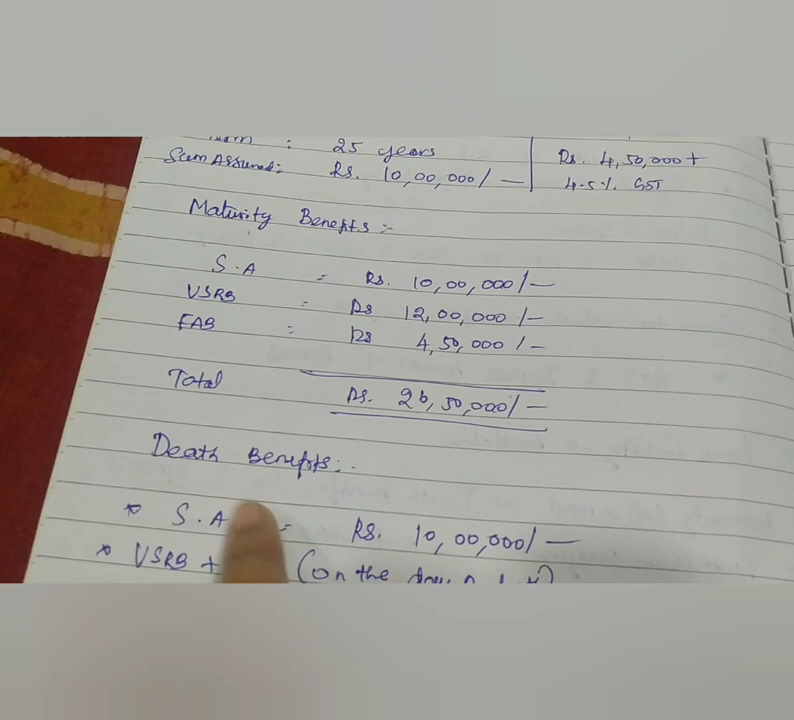 : 25 years
Rs. 4,50,000 +
Sum Assured: Rs. 10,00,000/-
4.5% GST
Maturity Benefits :-
S.A = Rs. 10,00,000/-
VSRB : Rs 12,00,000/-
FAB = Rs 4,50,000/-
Total Rs. 26,50,000/-
Death Benefits:-
* S.A = Rs. 10,00,000/-
* VSRB + (on the